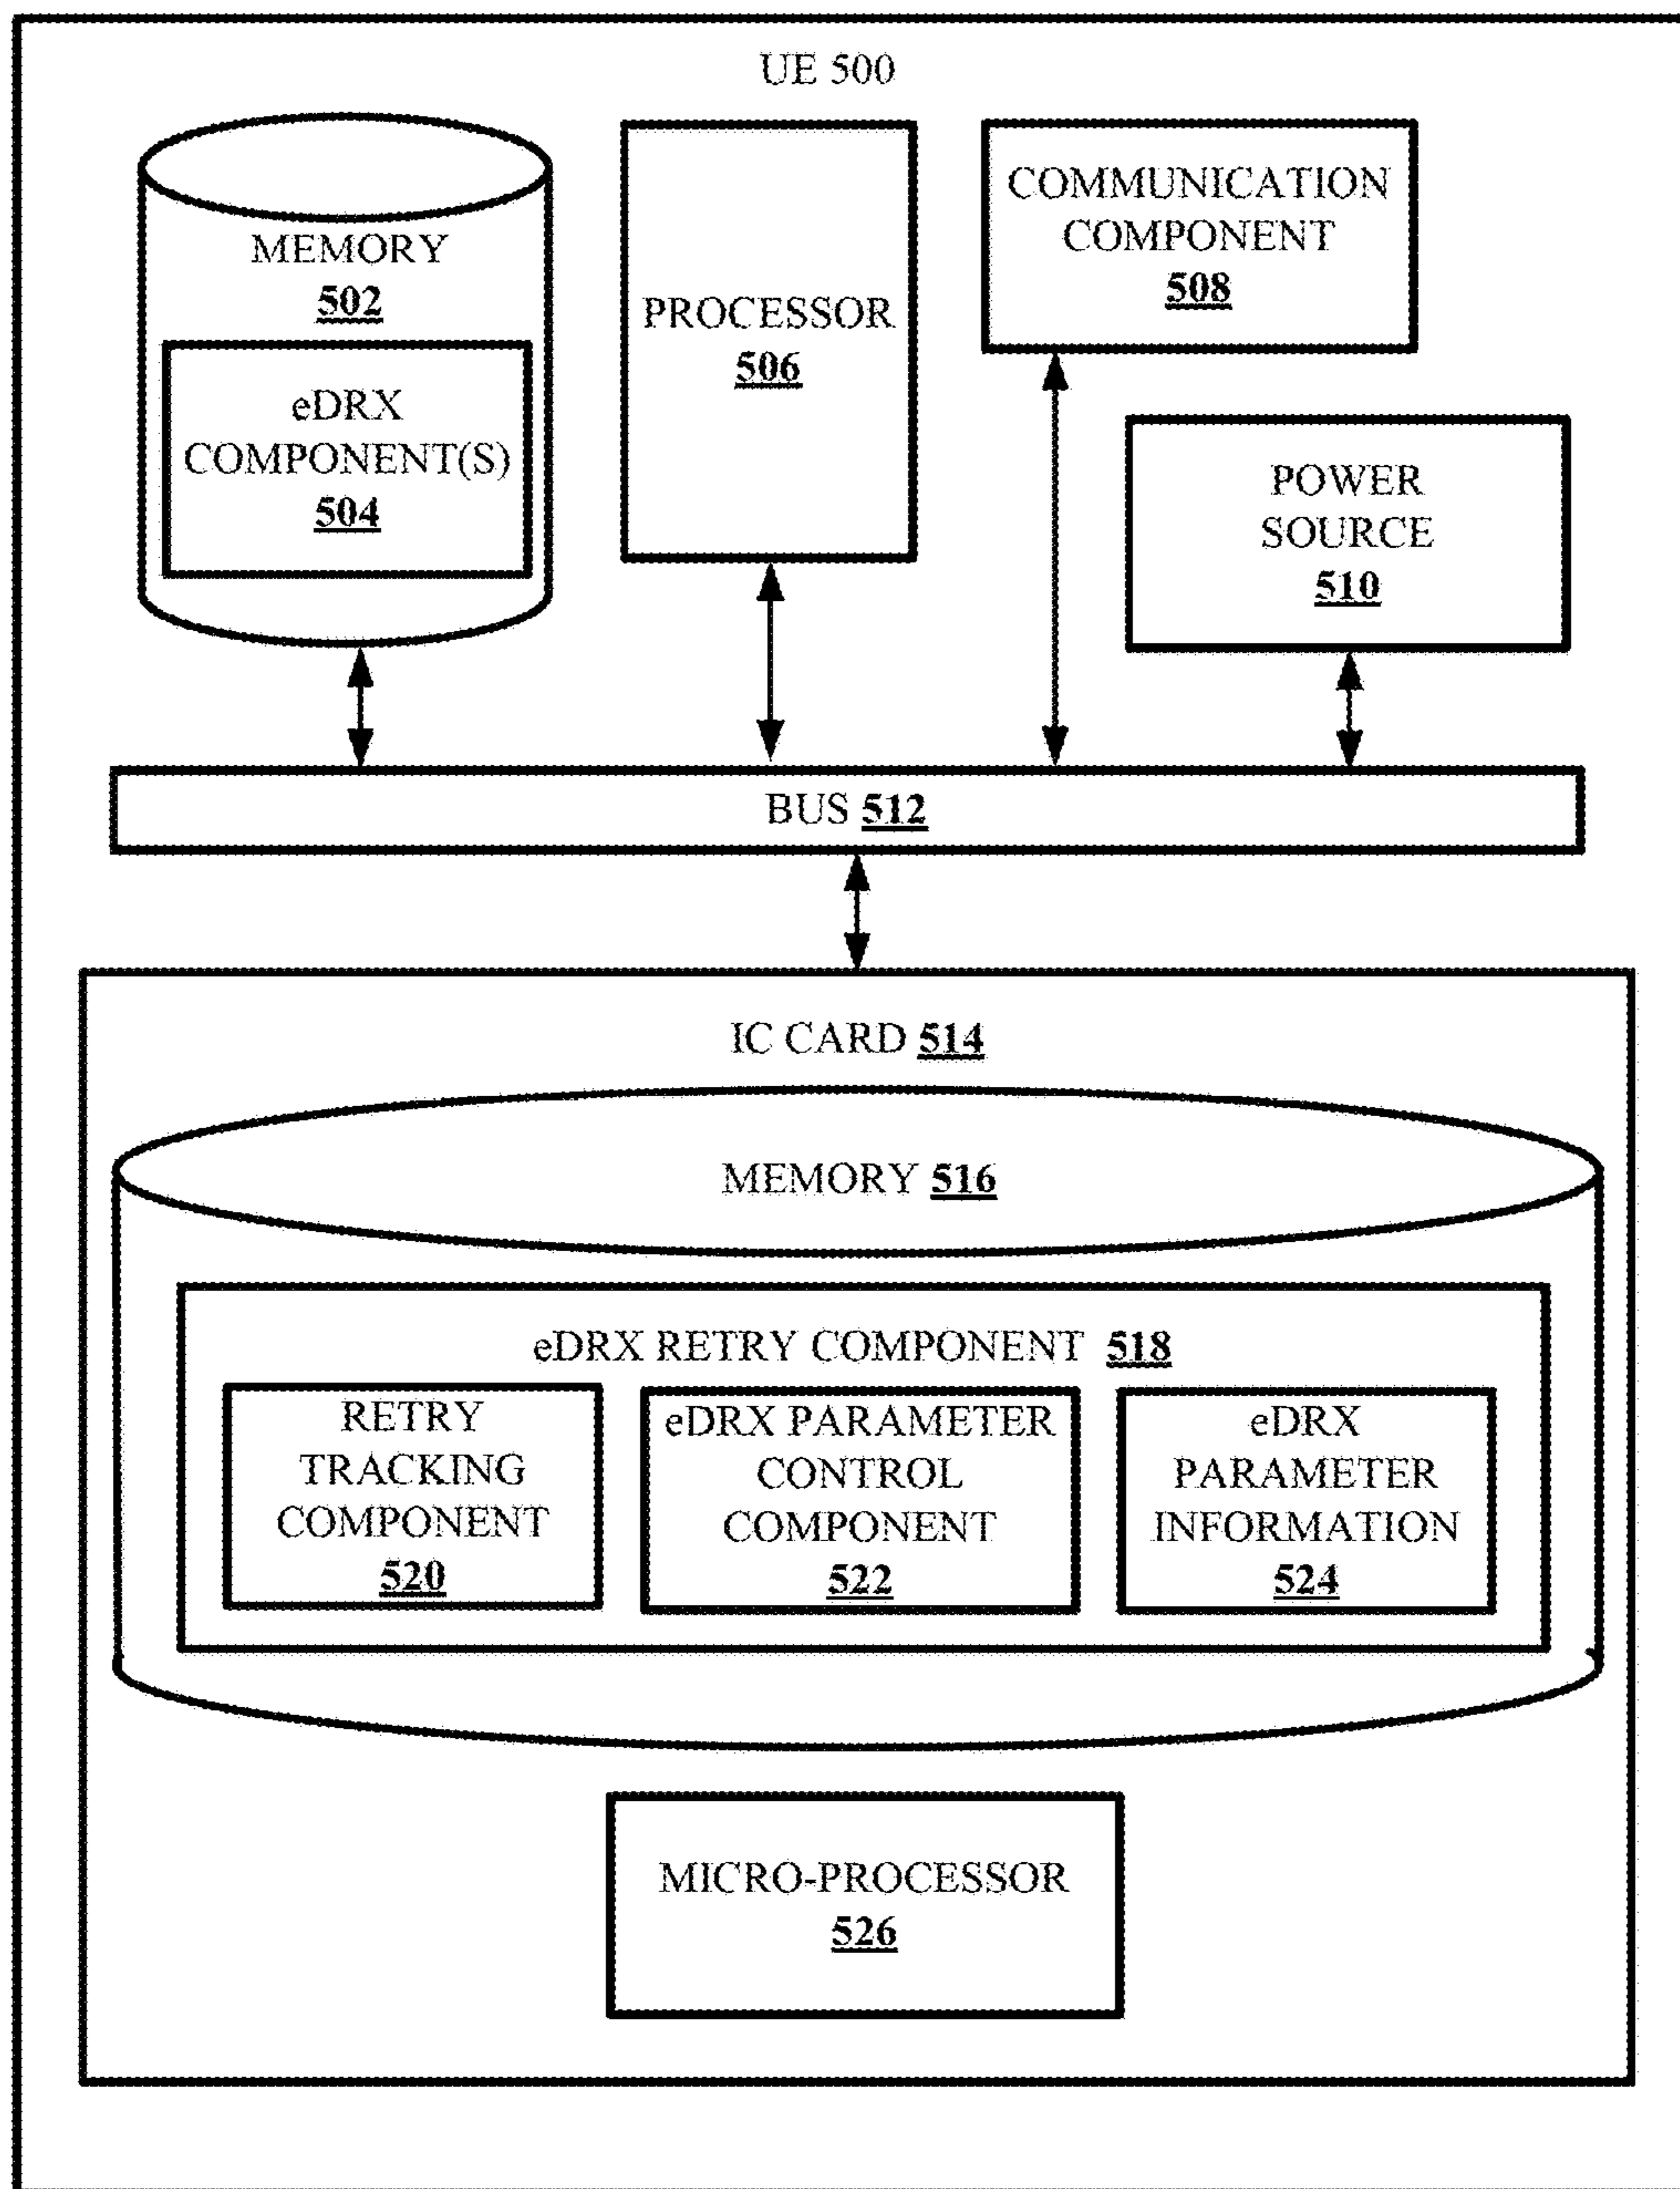 UE 500
MEMORY
502
eDRX
COMPONENT(S)
504
PROCESSOR
506
COMMUNICATION
COMPONENT
508
POWER
SOURCE
510
BUS 512
IC CARD 514
MEMORY 516
eDRX RETRY COMPONENT 518
RETRY
TRACKING
COMPONENT
520
eDRX PARAMETER
CONTROL
COMPONENT
522
eDRX
PARAMETER
INFORMATION
524
MICRO-PROCESSOR
526